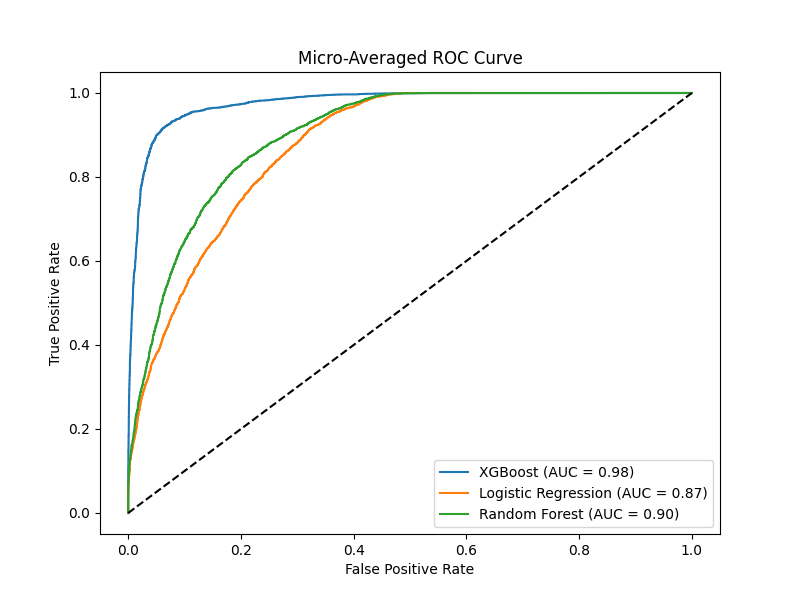 Micro-Averaged ROC Curve
True Positive Rate
1.0
0.8
0.6
0.4
0.2
0.0
XGBoost (AUC = 0.98)
Logistic Regression (AUC = 0.87)
Random Forest (AUC = 0.90)
0.0 0.2 0.4 0.6 0.8 1.0
False Positive Rate